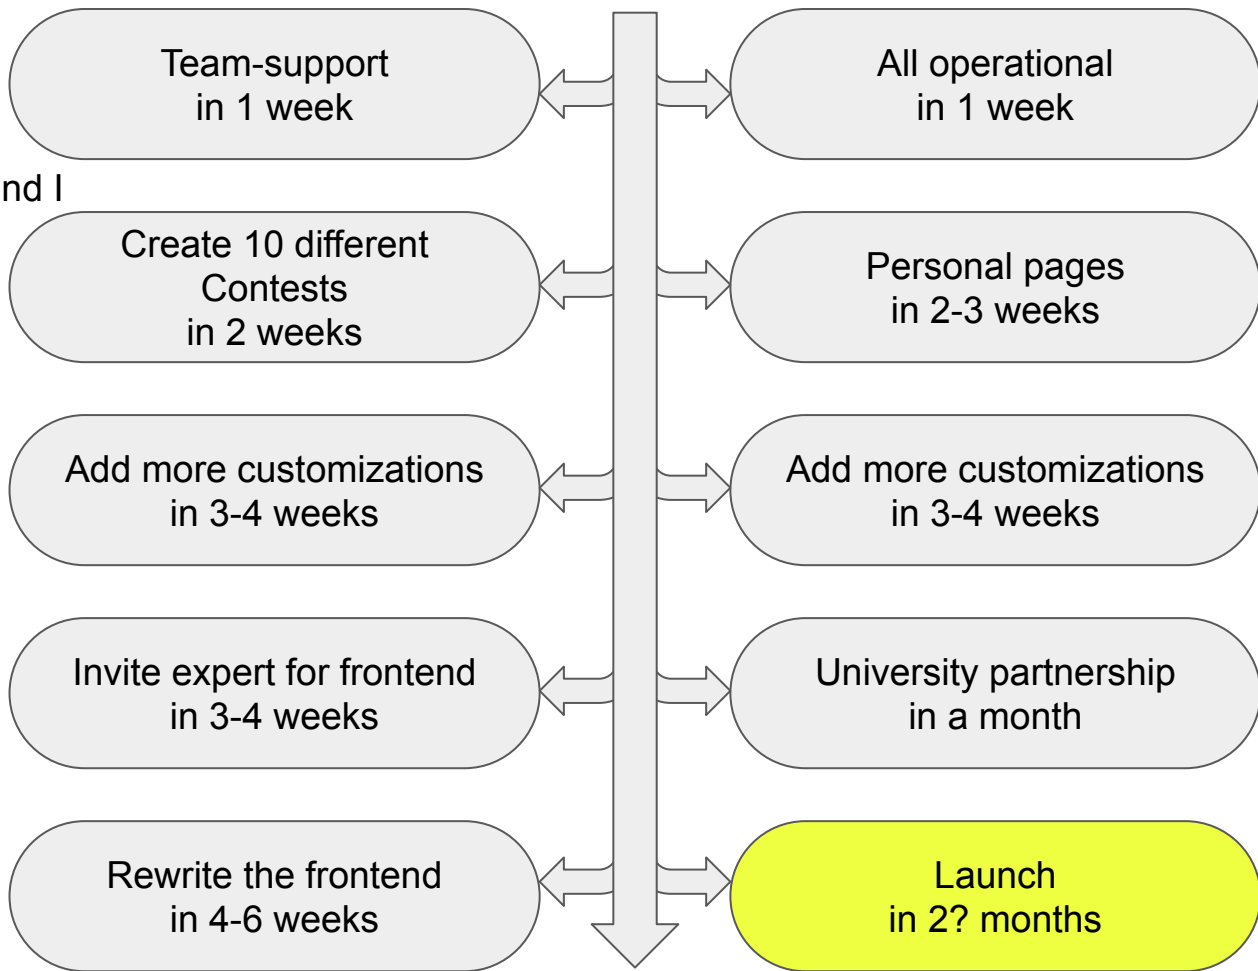 Team-support
in 1 week
All operational
in 1 week
nd I
Create 10 different
Contests
in 2 weeks
Personal pages
in 2-3 weeks
Add more customizations
in 3-4 weeks
Add more customizations
in 3-4 weeks
Invite expert for frontend
in 3-4 weeks
University partnership
in a month
Rewrite the frontend
in 4-6 weeks
Launch
in 2? months